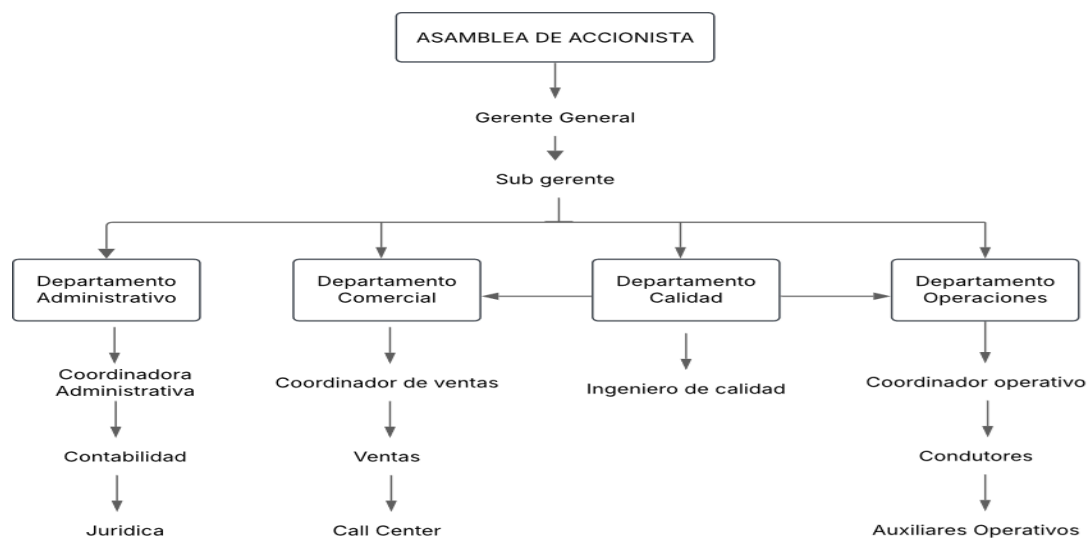 ASAMBLEA DE ACCIONISTA
Gerente General
Sub gerente
Departamento
Administrativo
Departamento
Comercial
Departamento
Calidad
Departamento
Operaciones
Coordinadora
Administrativa
Coordinador de ventas
Ingeniero de calidad
Coordinador operativo
Contabilidad
Ventas
Condutores
Juridica
Call Center
Auxiliares Operativos